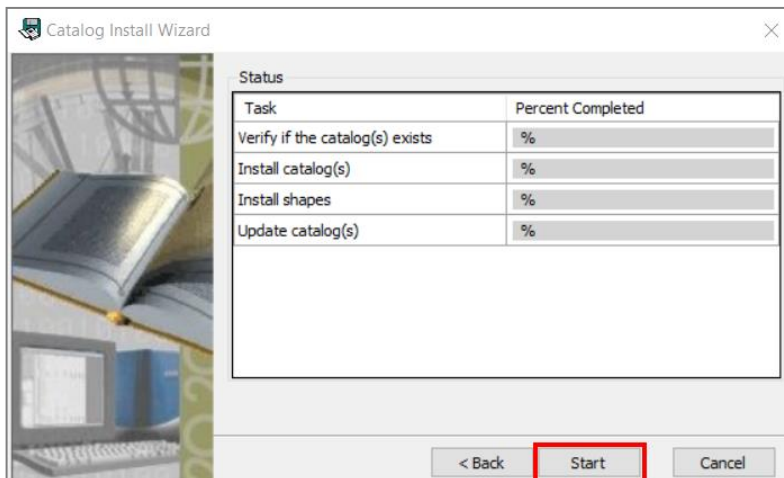 Catalog Install Wizard
Status
Task Percent Completed
Verify if the catalog(s) exists %
Install catalog(s) %
Install shapes %
Update catalog(s) %
< Back Start Cancel